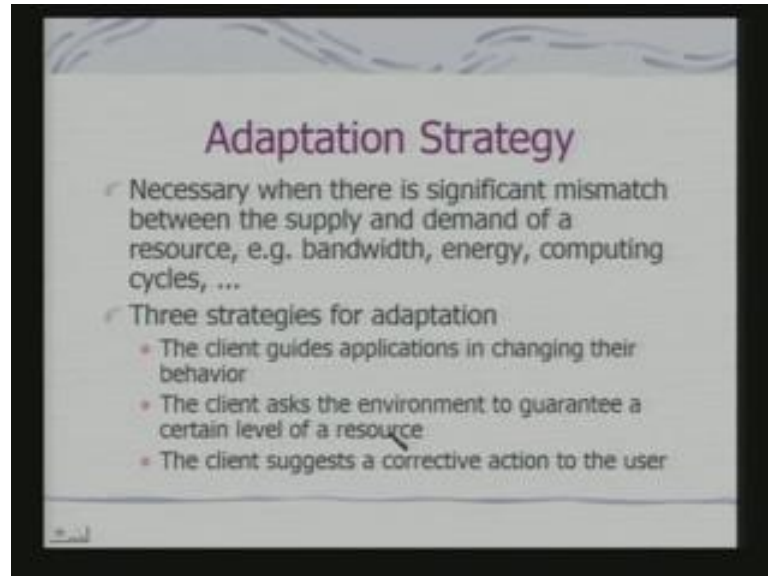 Adaptation Strategy
Necessary when there is significant mismatch
between the supply and demand of a
resource, e.g. bandwidth, energy, computing
cycles, ...
Three strategies for adaptation
The client guides applications in changing their
behavior
The client asks the environment to guarantee a
certain level of a resource
The client suggests a corrective action to the user